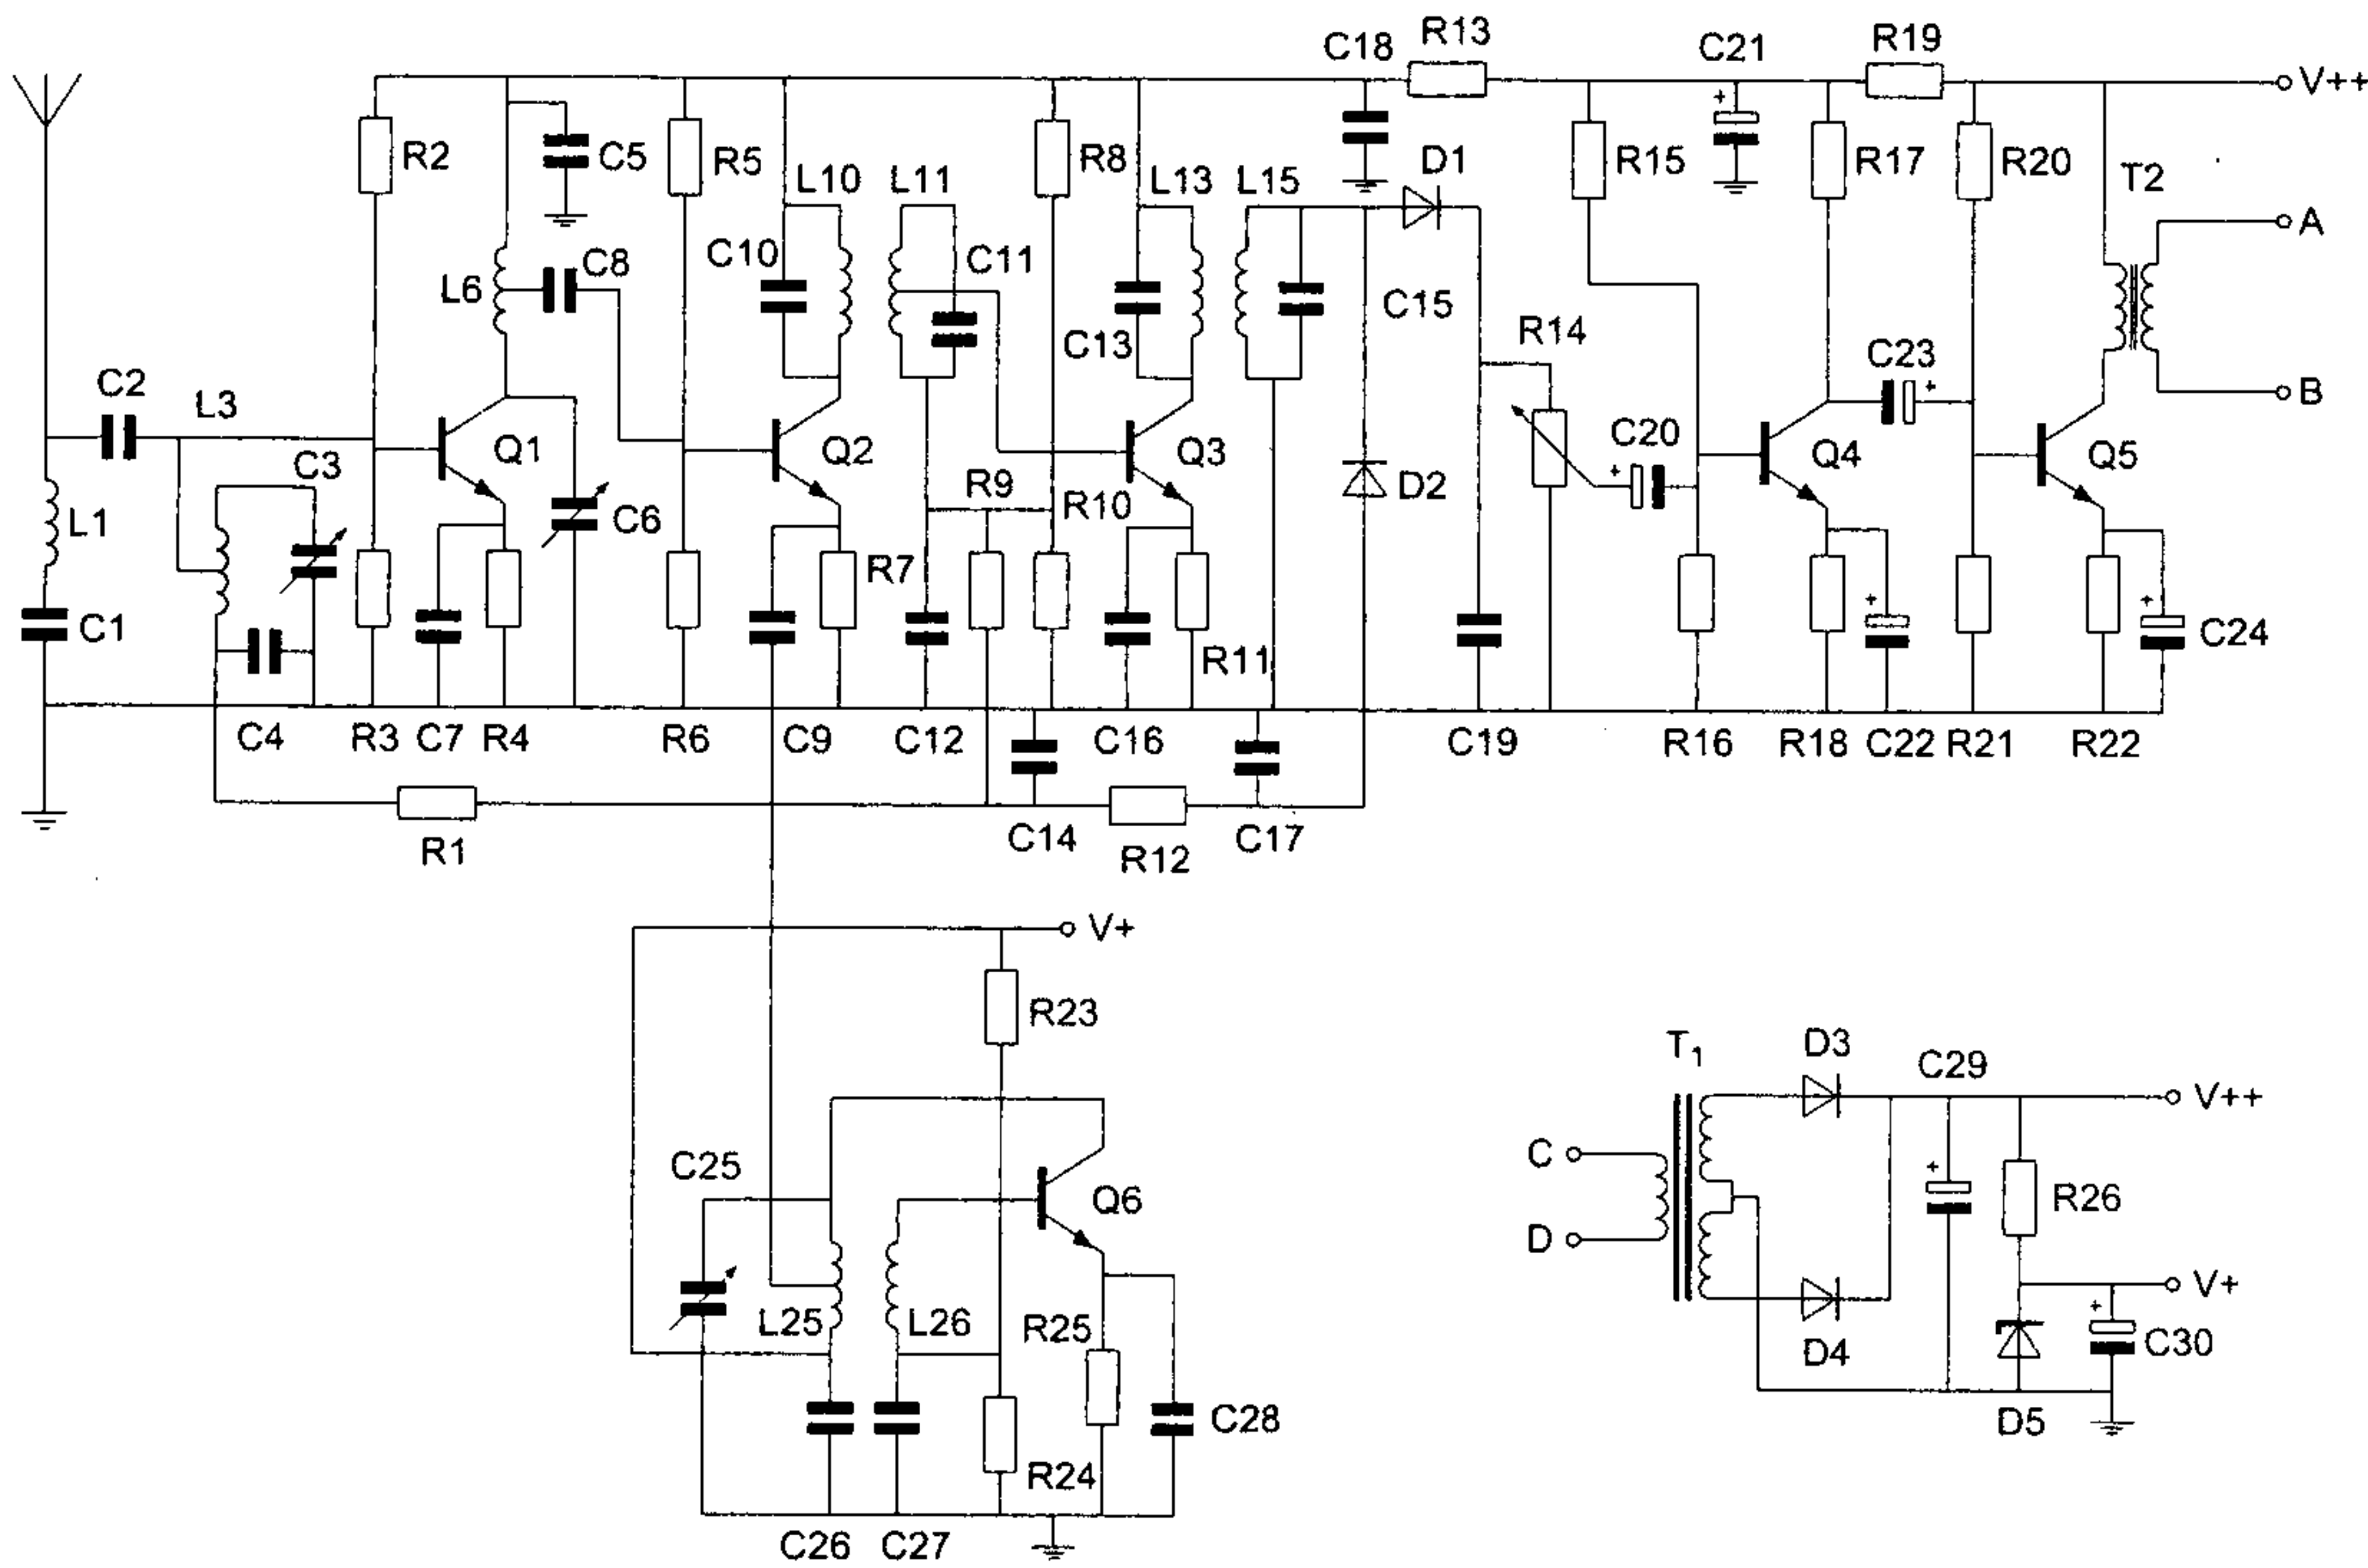 C18 R13 C21 R19
V++
R2 C5 R5 R8 D1 R15 R17 R20
L10 L11 L13 L15 T2
A
L6 C8 C10 C11 C15
C13 R14 C23
C2 L3 B
C3 Q1 Q2 Q3 C20 Q4 Q5
L1 C6 R9 R10 D2
C1 R7 R11 C24
C4 R3 C7 R4 R6 C9 C12 C16 C19 R16 R18 C22 R21 R22
R1 C14 R12 C17
V+
R23
T1 D3 C29
V++
C25 Q6 C D R26
V+
L25 L26 R25 D4 C30
C28 D5
R24
C26 C27
+ + + + + + +